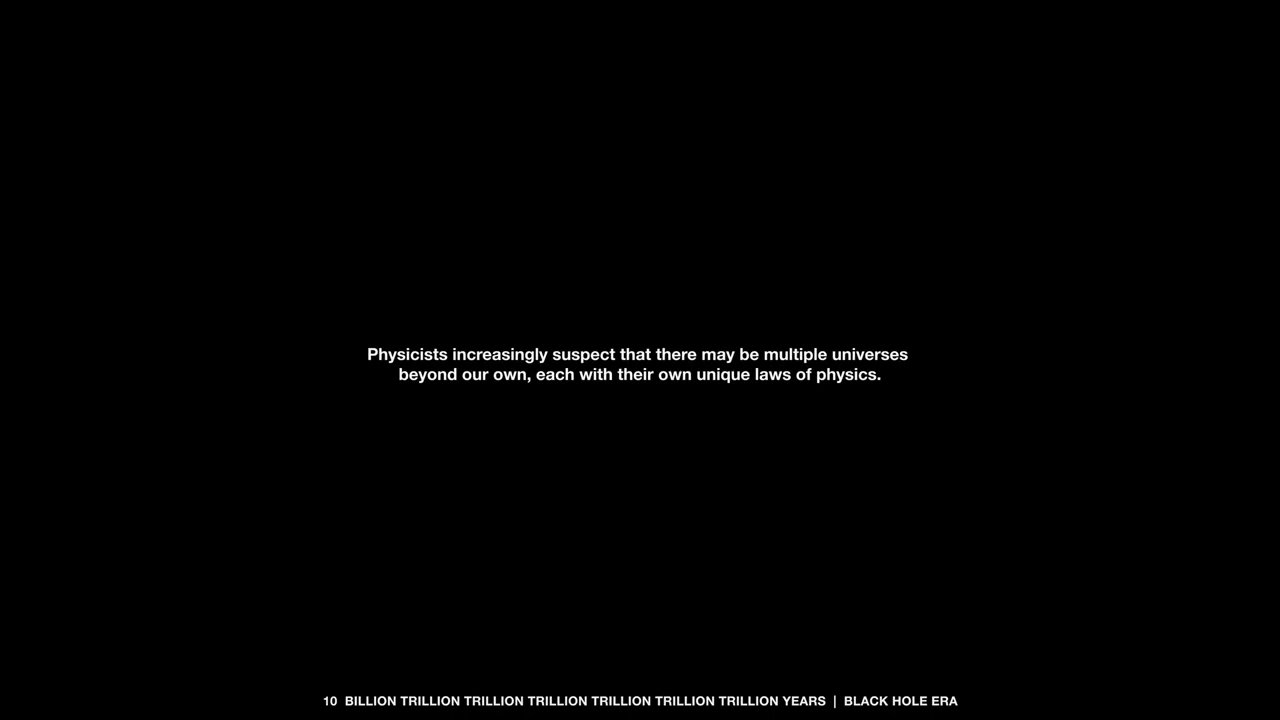 Physicists increasingly suspect that there may be multiple universes
beyond our own, each with their own unique laws of physics.
10 BILLION TRILLION TRILLION TRILLION TRILLION TRILLION TRILLION YEARS | BLACK HOLE ERA